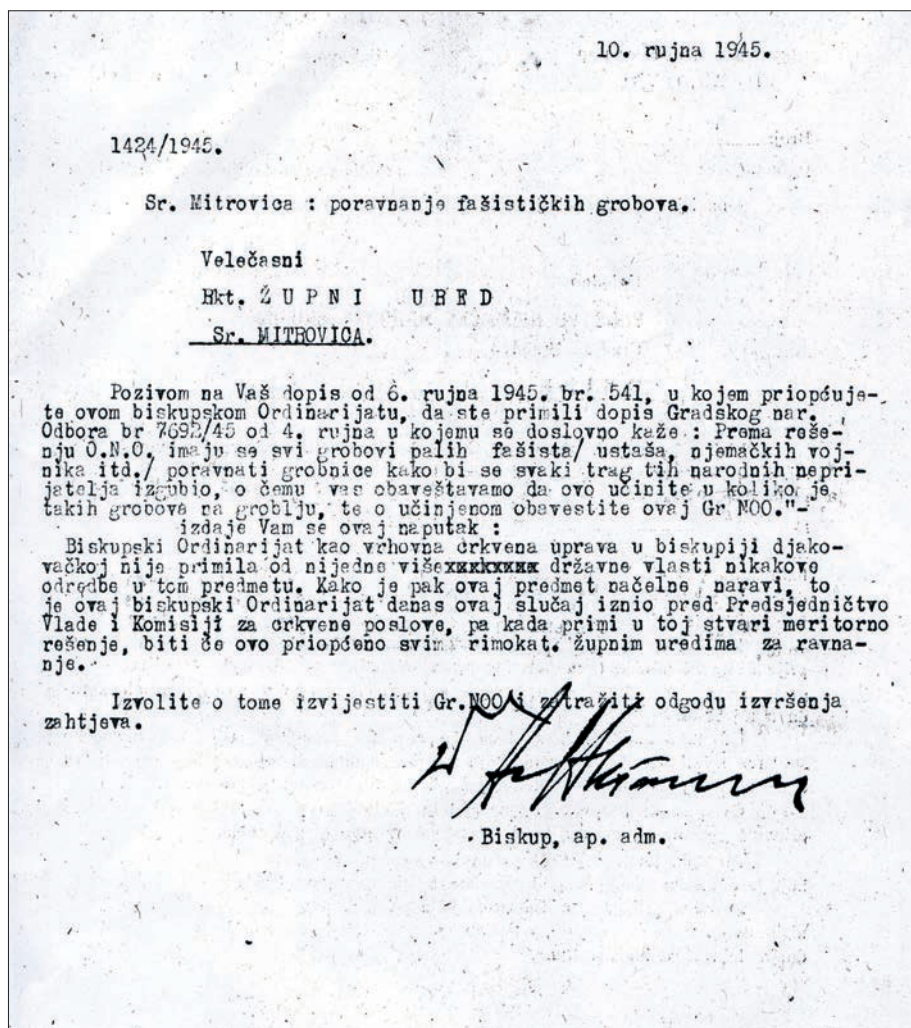 10. rujna 1945.
1424/1945.
Sr. Mitrovica : poravnanje fašističkih grobova.
Velečasni
Rkt. Ž U P N I   U R E D
Sr. MITROVICA.
Pozivom na Vaš dopis od 6. rujna 1945. br. 541, u kojem priopćuje-
te ovom biskupskom Ordinarijatu, da ste primili dopis Gradskog nar.
Odbora br 7692/45 od 4. rujna u kojemu se doslovno kaže : Prema reše-
nju O.N.O. imaju se svi grobovi palih fašista/ ustaša, njemačkih voj-
nika itd./ poravnati grobnice kako bi se svaki trag tih narodnih nepri-
jatelja izgubio, o čemu vas obaveštavamo da ovo učinite u koliko je
takih grobova na groblju, te o učinjenom obavestite ovaj Gr NOO."-
izdaje Vam se ovaj naputak :
Biskupski Ordinarijat kao vrhovna crkvena uprava u biskupiji djako-
vačkoj nije primila od nijedne više državne vlasti nikakove
odredbe u tom predmetu. Kako je pak ovaj predmet načelne naravi, to
je ovaj biskupski Ordinarijat danas ovaj slučaj iznio pred Predsjedničtvo
Vlade i Komisiji za crkvene poslove, pa kada primi u toj stvari meritorno
rešenje, biti će ovo priopćeno svim rimokat. župnim uredima za ravna-
nje.
Izvolite o tome izvijestiti Gr.NOO i zatražiti odgodu izvršenja
zahtjeva.
Biskup, ap. adm.